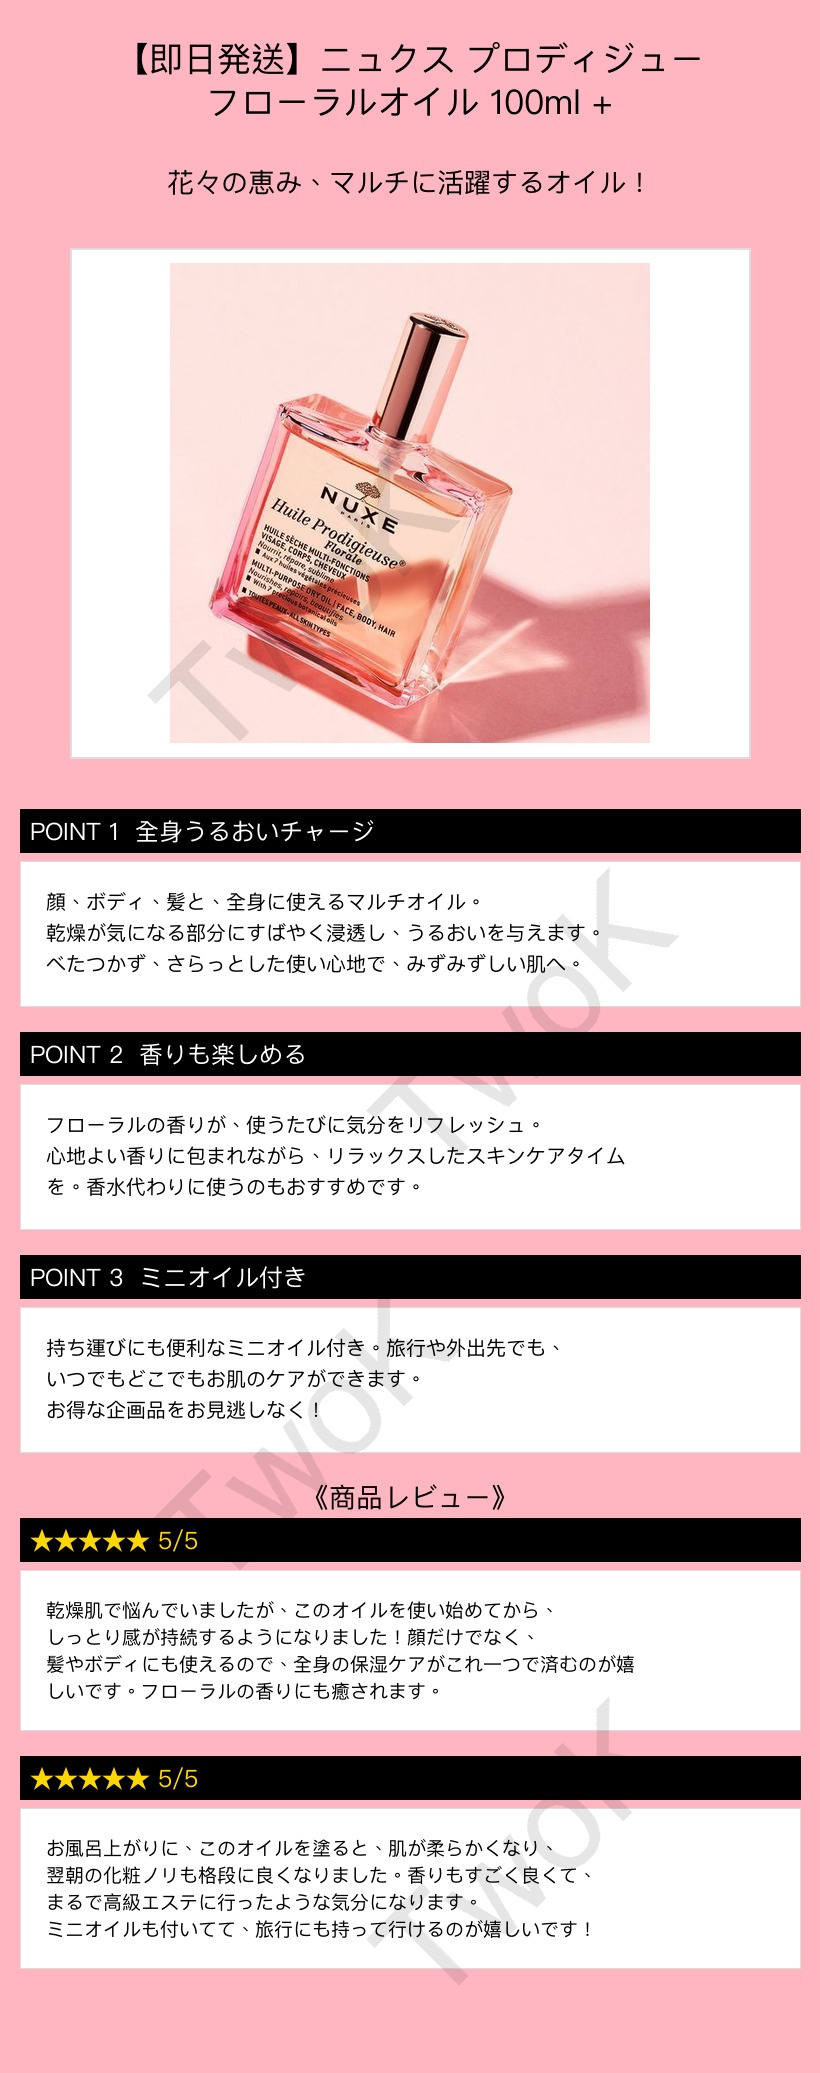 【即日発送】ニュクス プロディジュー
フローラルオイル 100ml +
花々の恵み、マルチに活躍するオイル！
NUXE
PARIS
Huile Prodigieuse®
Florale
HUILE SÈCHE MULTI-FONCTIONS
VISAGE, CORPS, CHEVEUX
Nourrit, répare, sublime
■ Aux 7 huiles végétales précieuses
MULTI-PURPOSE DRY OIL | FACE, BODY, HAIR
Nourishes, repairs, beautifies
■ With 7 precious botanical oils
■ TOUTES PEAUX - ALL SKIN TYPES
TwoK
POINT 1 全身うるおいチャージ
顔、ボディ、髪と、全身に使えるマルチオイル。
乾燥が気になる部分にすばやく浸透し、うるおいを与えます。
べたつかず、さらっとした使い心地で、みずみずしい肌へ。
TwoK
POINT 2 香りも楽しめる
フローラルの香りが、使うたびに気分をリフレッシュ。
心地よい香りに包まれながら、リラックスしたスキンケアタイム
を。香水代わりに使うのもおすすめです。
POINT 3 ミニオイル付き
持ち運びにも便利なミニオイル付き。旅行や外出先でも、
いつでもどこでもお肌のケアができます。
お得な企画品をお見逃しなく！
TwoK
《商品レビュー》
★★★★★ 5/5
乾燥肌で悩んでいましたが、このオイルを使い始めてから、
しっとり感が持続するようになりました！顔だけでなく、
髪やボディにも使えるので、全身の保湿ケアがこれ一つで済むのが嬉
しいです。フローラルの香りにも癒されます。
★★★★★ 5/5
お風呂上がりに、このオイルを塗ると、肌が柔らかくなり、
翌朝の化粧ノリも格段に良くなりました。香りもすごく良くて、
まるで高級エステに行ったような気分になります。
ミニオイルも付いてて、旅行にも持って行けるのが嬉しいです！
TwoK